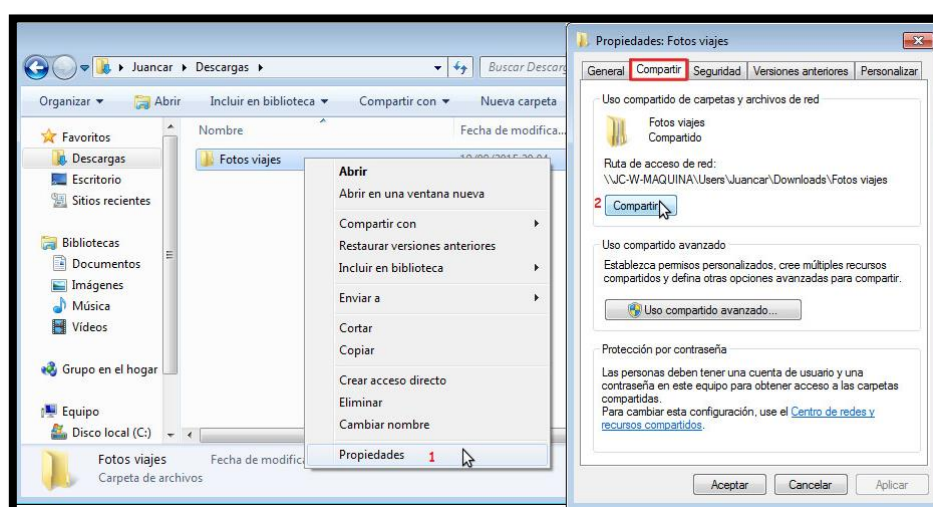 Juancar ▸ Descargas ▸
Buscar Descarg
Organizar
Abrir
Incluir en biblioteca
Compartir con
Nueva carpeta
Favoritos
Descargas
Escritorio
Sitios recientes
Bibliotecas
Documentos
Imágenes
Música
Vídeos
Grupo en el hogar
Equipo
Disco local (C:)
Nombre
Fecha de modifica...
Fotos viajes
Abrir
Abrir en una ventana nueva
Compartir con
Restaurar versiones anteriores
Incluir en biblioteca
Enviar a
Cortar
Copiar
Crear acceso directo
Eliminar
Cambiar nombre
Propiedades 1
Fotos viajes
Fecha de modific
Carpeta de archivos
Propiedades: Fotos viajes
General Compartir Seguridad Versiones anteriores Personalizar
Uso compartido de carpetas y archivos de red
Fotos viajes
Compartido
Ruta de acceso de red:
\\JC-W-MAQUINA\Users\Juancar\Downloads\Fotos viajes
2 Compartir
Uso compartido avanzado
Establezca permisos personalizados, cree múltiples recursos
compartidos y defina otras opciones avanzadas para compartir.
Uso compartido avanzado...
Protección por contraseña
Las personas deben tener una cuenta de usuario y una
contraseña en este equipo para obtener acceso a las carpetas
compartidas.
Para cambiar esta configuración, use el Centro de redes y
recursos compartidos.
Aceptar
Cancelar
Aplicar